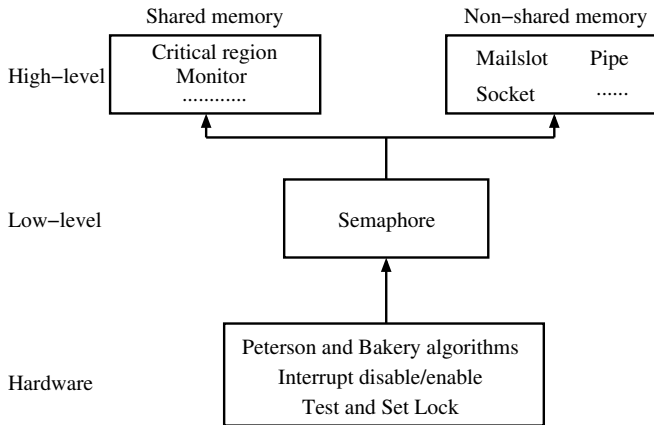 Shared memory
Non−shared memory
High−level
Critical region
Monitor
............
Mailslot Pipe
Socket ......
Low−level
Semaphore
Hardware
Peterson and Bakery algorithms
Interrupt disable/enable
Test and Set Lock